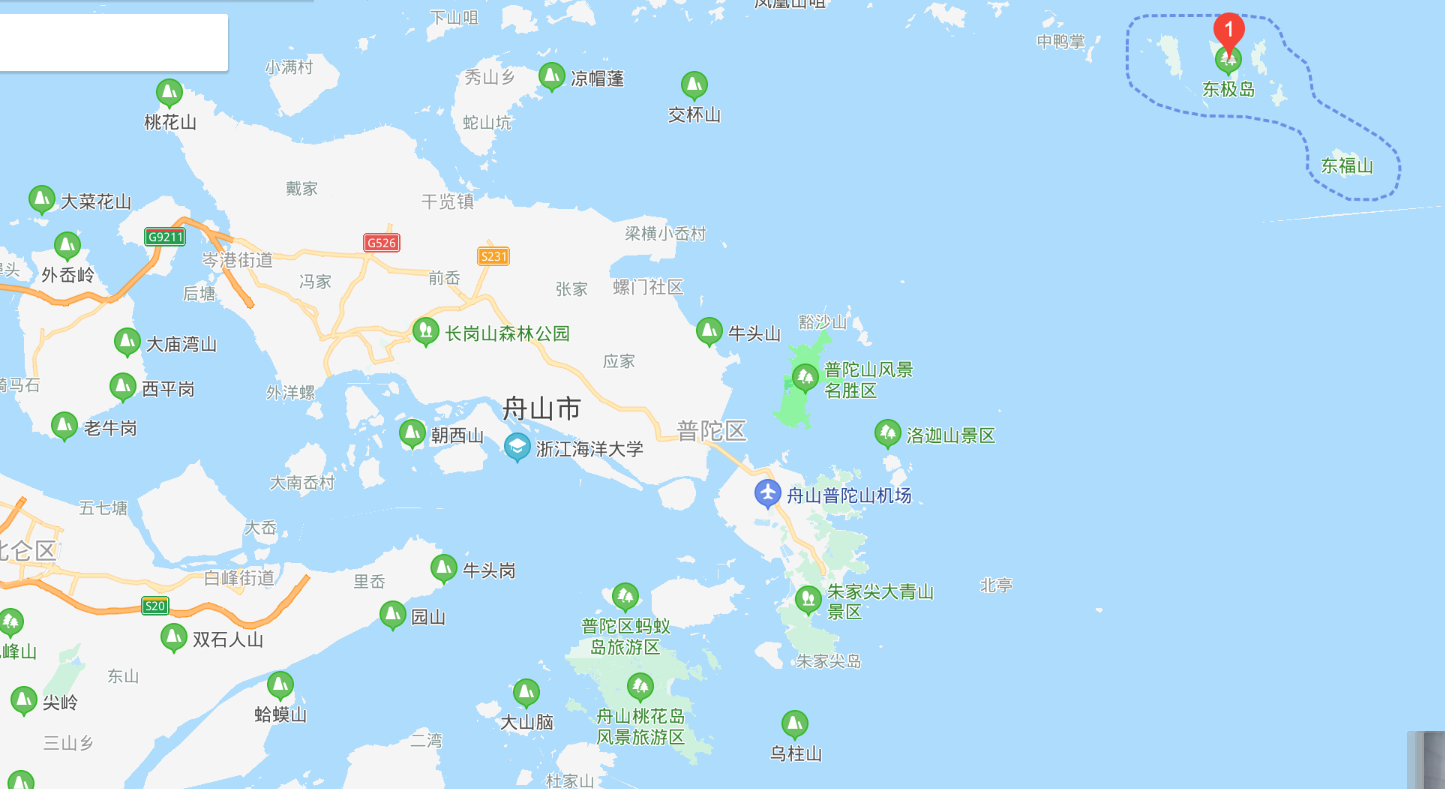 下山咀
中鸭掌
1
东极岛
小满村
秀山乡
凉帽蓬
交杯山
桃花山
蛇山坑
东福山
戴家
干览镇
大菜花山
G9211
G526
S231
梁横小岙村
岑港街道
外岙岭
冯家
前岙
张家
螺门社区
后塘
大庙湾山
长岗山森林公园
牛头山
豁沙山
应家
普陀山风景
名胜区
骑马石
西平岗
外洋螺
舟山市
老牛岗
朝西山
浙江海洋大学
普陀区
洛迦山景区
大南岙村
舟山普陀山机场
五七塘
大岙
北仑区
白峰街道
里岙
牛头岗
北亭
S20
园山
双石人山
普陀区蚂蚁
岛旅游区
朱家尖大青山
景区
峰山
东山
朱家尖岛
尖岭
蛤蟆山
大山脑
舟山桃花岛
风景旅游区
三山乡
二湾
乌柱山
杜家山